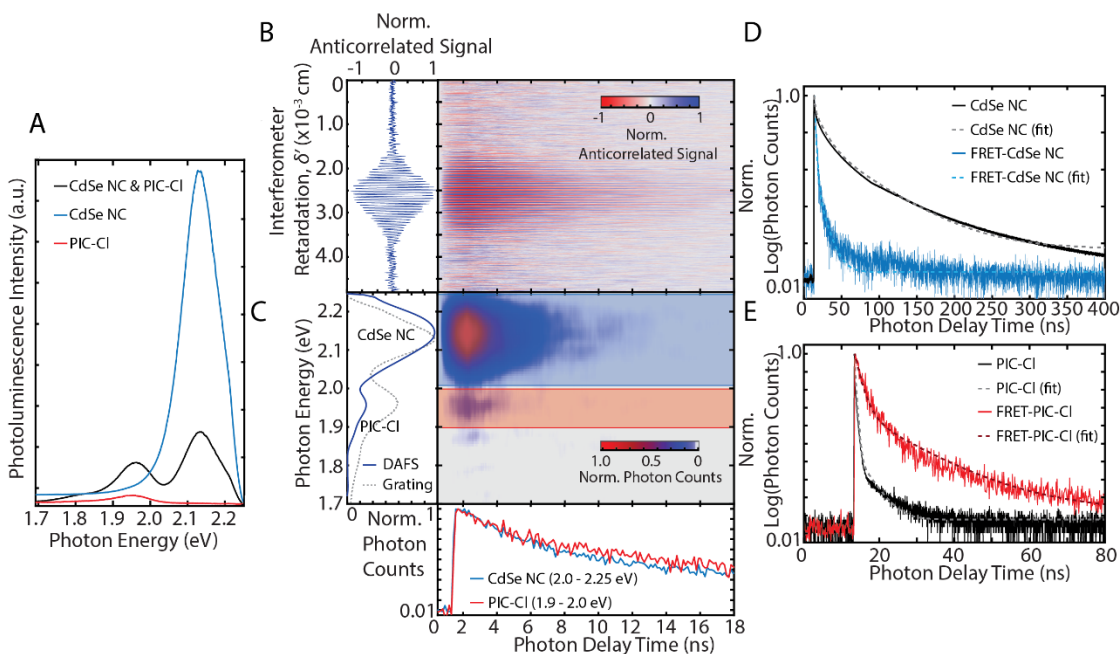 A
Photoluminescence Intensity (a.u.)
CdSe NC & PIC-Cl
CdSe NC
PIC-Cl
1.7 2.0 2.1 2.2
Photon Energy (eV)
B
Norm.
Anticorrelated Signal
-1 0 1
Interferometer
Retardation, δ' (x10⁻³ cm)
0
1.0
2.0
3.0
4.0
-1 0 1
Norm.
Anticorrelated Signal
C
Photon Energy (eV)
2.2
2.1
2.0
1.9
1.8
1.7
CdSe NC
PIC-Cl
DAFS
Grating
0 1
1.0 0.5 0
Norm. Photon Counts
Norm.
Photon
Counts
1
0.01
CdSe NC (2.0 - 2.25 eV)
PIC-Cl (1.9 - 2.0 eV)
0 2 4 6 8 10 12 14 16 18
Photon Delay Time (ns)
D
Norm.
Log(Photon Counts)
1.0
0.01
CdSe NC
CdSe NC (fit)
FRET-CdSe NC
FRET-CdSe NC (fit)
0 50 100 150 200 250 300 350 400
Photon Delay Time (ns)
E
Norm.
Log(Photon Counts)
1.0
0.01
PIC-Cl
PIC-Cl (fit)
FRET-PIC-Cl
FRET-PIC-Cl (fit)
20 40 60 80
Photon Delay Time (ns)